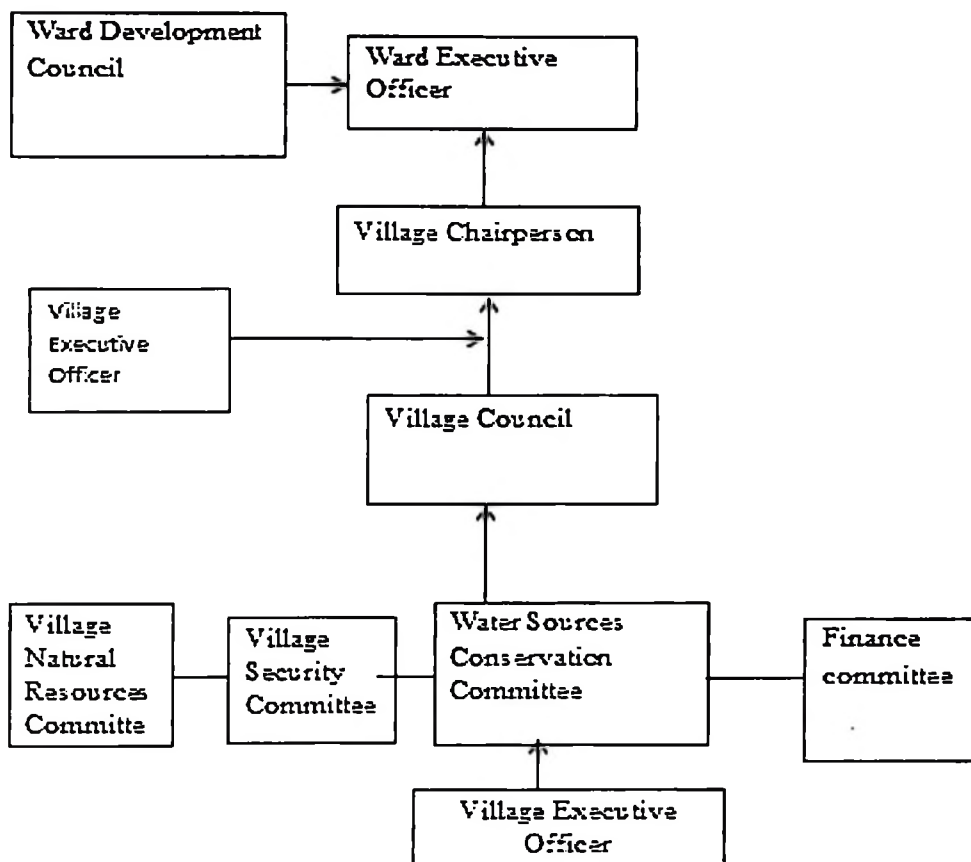 Ward Development
Council
Ward Executive
Officer
Village Chairperson
Village
Executive
Officer
Village Council
Village
Natural
Resources
Committe
Village
Security
Committee
Water Sources
Conservation
Committee
Finance
committee
Village Executive
Officer